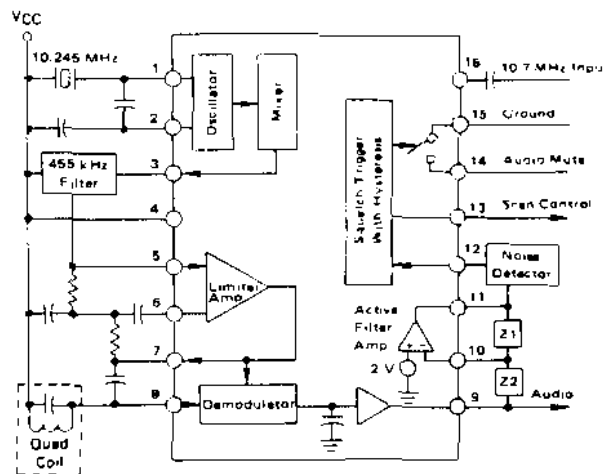 VCC
10.245 MHz
1
2
3
4
5
6
7
8
Oscillator
Mixer
455 kHz
Filter
Limiter
Amp
Demodulator
Quad
Coil
16
10.7 MHz Input
15
Ground
14
Audio Mute
13
Scan Control
12
Squelch Trigger
With Hysteresis
Noise
Detector
11
Active
Filter
Amp
Z1
10
2 V
Z2
9
Audio